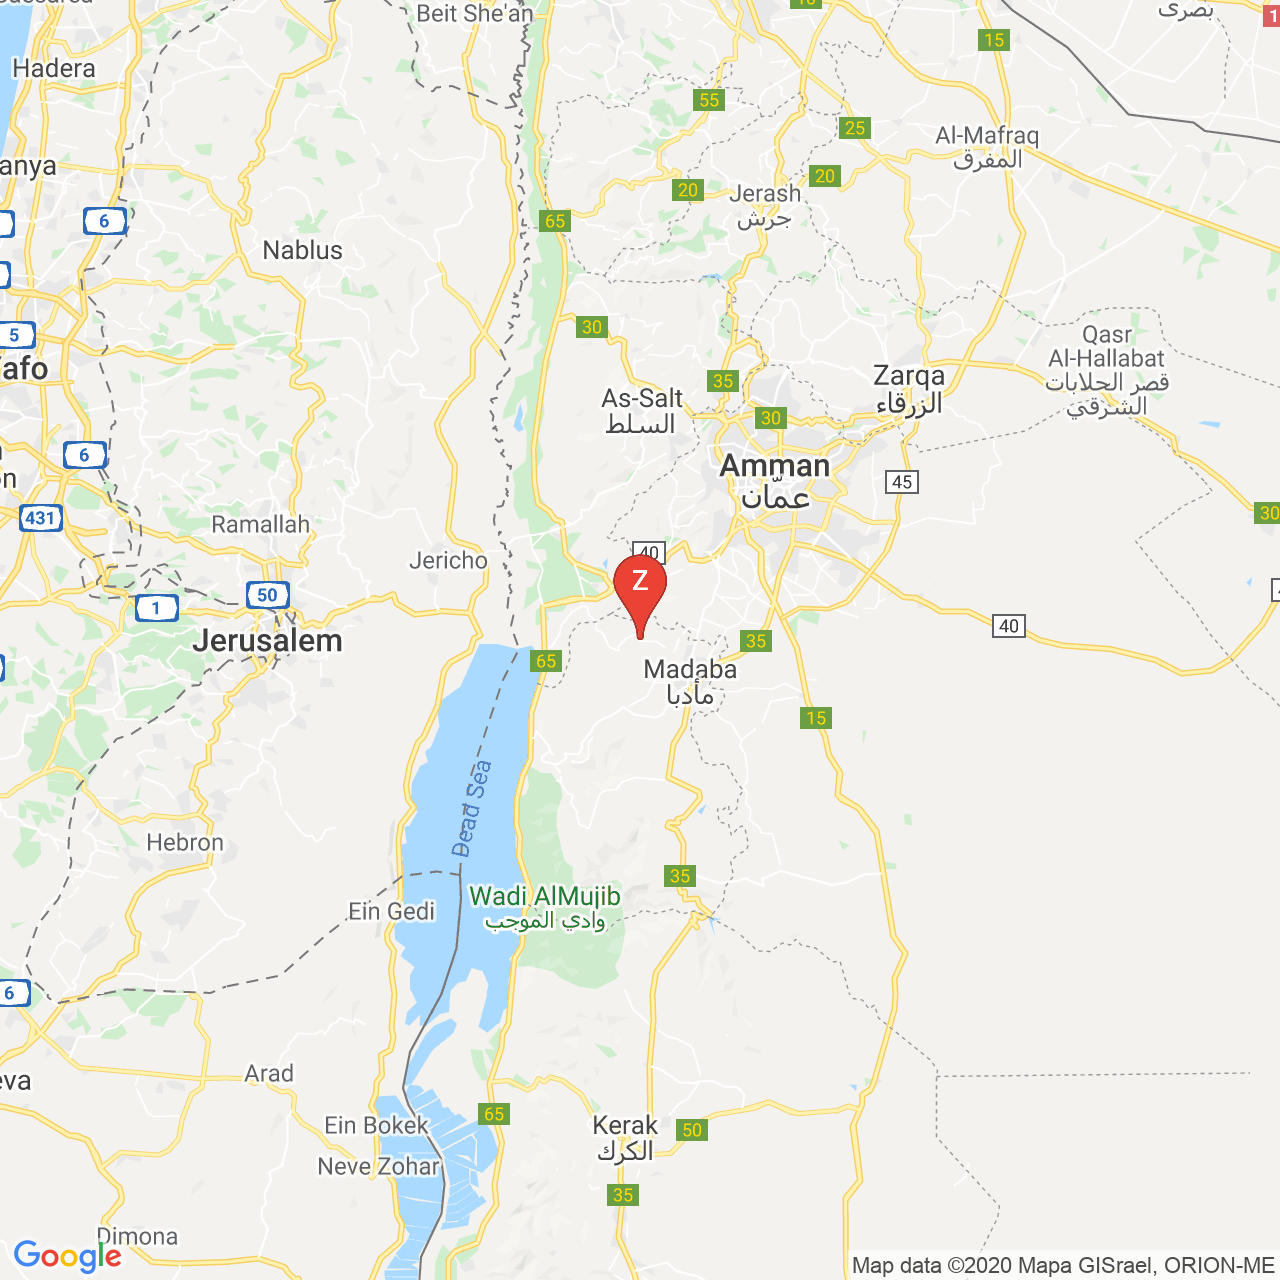 Beit She'an
بصرى
15
Hadera
55
25
Al-Mafraq
المفرق
anya
20
20
Jerash
جرش
6
65
Nablus
30
5
Qasr
Al-Hallabat
قصر الحلابات
الشرقي
afo
35
Zarqa
الزرقاء
As-Salt
السلط
30
6
Amman
عمّان
45
431
30
Ramallah
40
Jericho
Z
50
1
40
Jerusalem
35
65
Madaba
مأدبا
15
Dead Sea
Hebron
35
Wadi AlMujib
وادي الموجب
Ein Gedi
6
Arad
eva
65
Ein Bokek
Kerak
الكرك
50
Neve Zohar
35
Dimona
Google
Map data ©2020 Mapa GISrael, ORION-ME